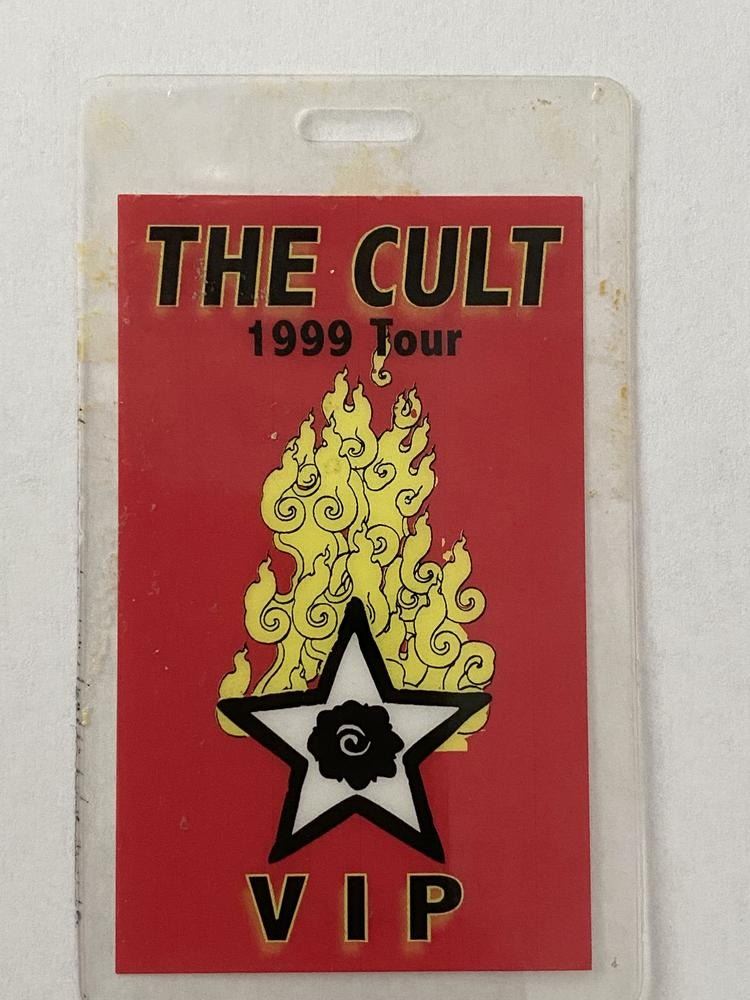 THE CULT
1999 Tour
VIP